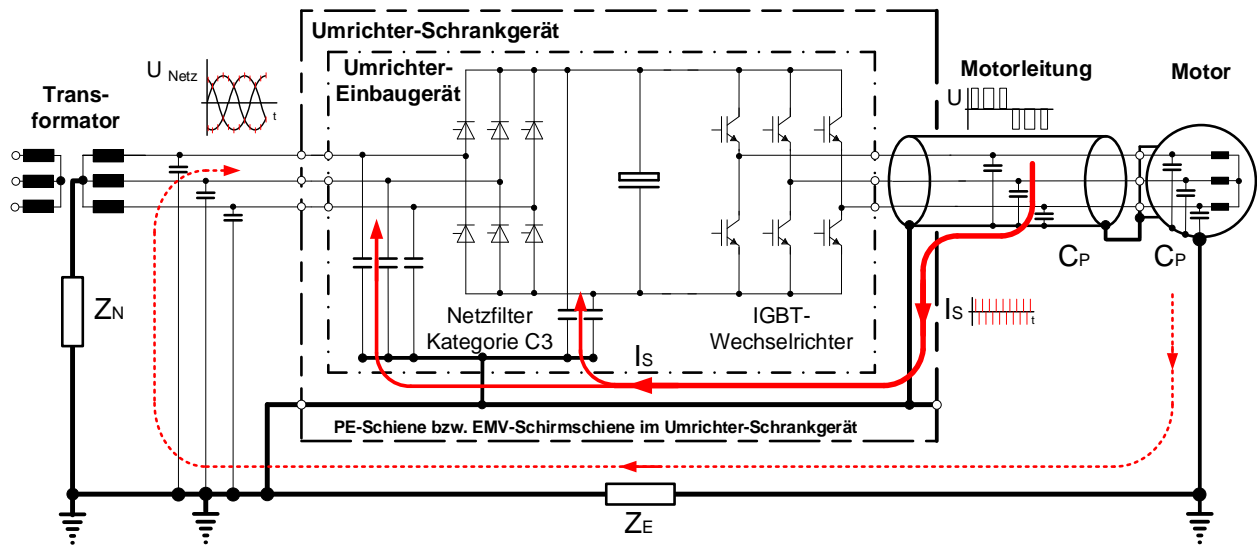 Umrichter-Schrankgerät
U Netz
t
Umrichter-
Einbaugerät
Trans-
formator
Motorleitung
U
Motor
ZN
CP
CP
IS
t
Netzfilter
Kategorie C3
IGBT-
Wechselrichter
IS
PE-Schiene bzw. EMV-Schirmschiene im Umrichter-Schrankgerät
ZE